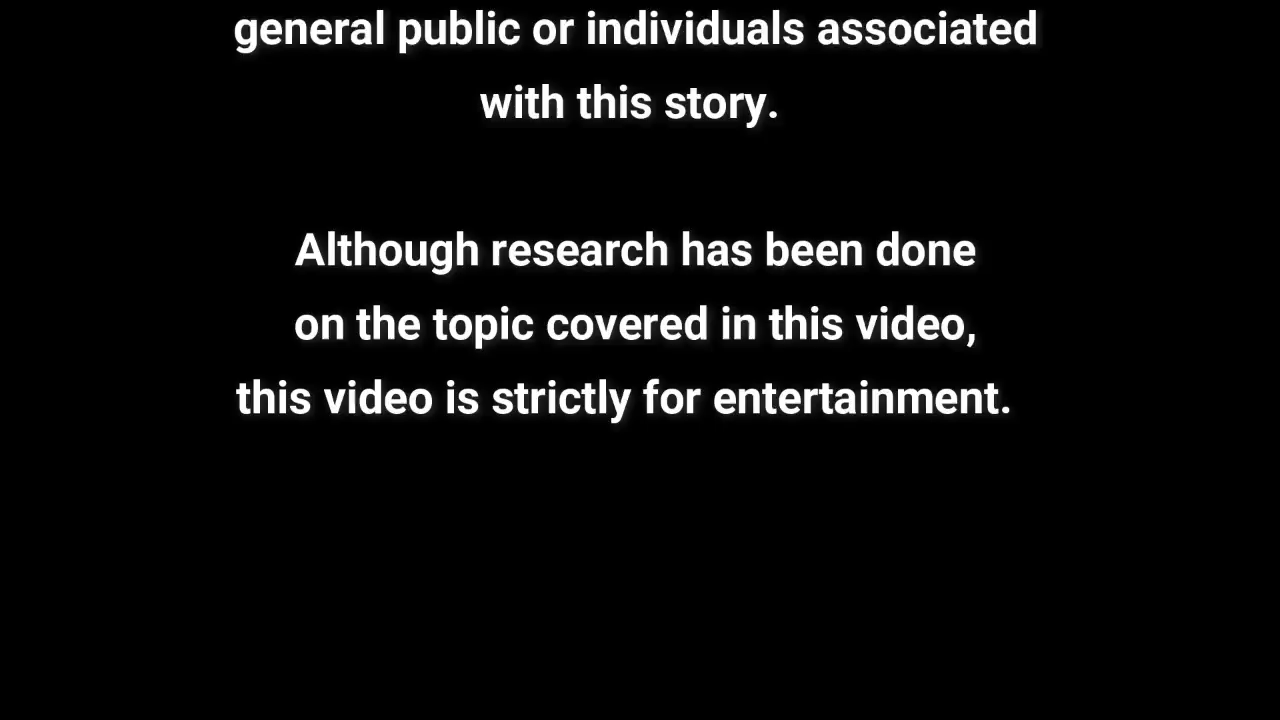 general public or individuals associated
with this story.
Although research has been done
on the topic covered in this video,
this video is strictly for entertainment.